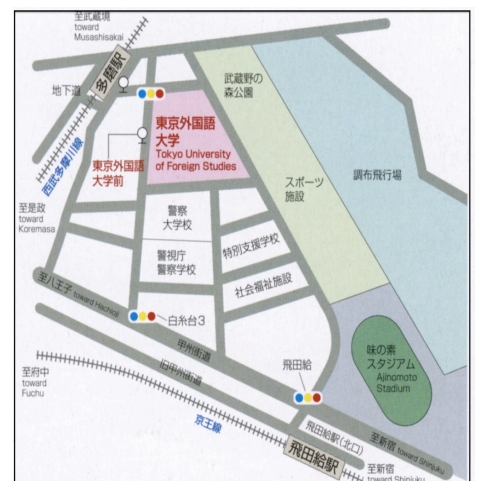 至武蔵境
toward
Musashisakai
多磨駅
地下道
武蔵野の
森公園
東京外国語
大学
Tokyo University
of Foreign Studies
東京外国語
大学前
西武多摩川線
スポーツ
施設
調布飛行場
至是政
toward
Koremasa
警察
大学校
特別支援学校
警視庁
警察学校
社会福祉施設
至八王子 toward Hachioji
白糸台3
甲州街道
旧甲州街道
飛田給
味の素
スタジアム
Ajinomoto
Stadium
至府中
toward
Fuchu
京王線
飛田給駅(北口)
飛田給駅
至新宿 toward Shinjuku
至新宿
toward Shinjuku